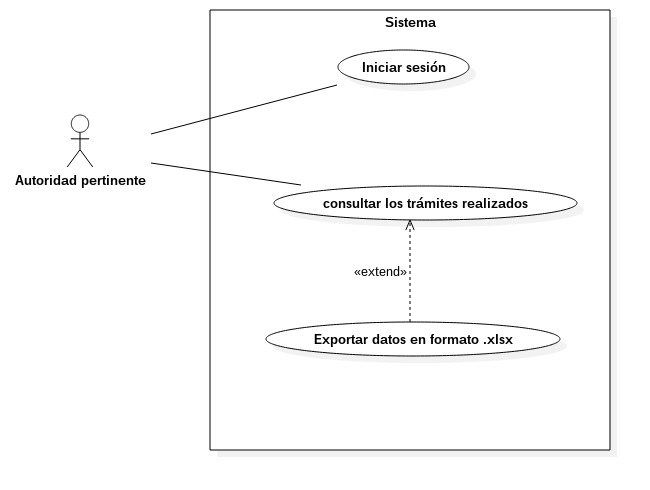 Sistema
Iniciar sesión
Autoridad pertinente
consultar los trámites realizados
«extend»
Exportar datos en formato .xlsx